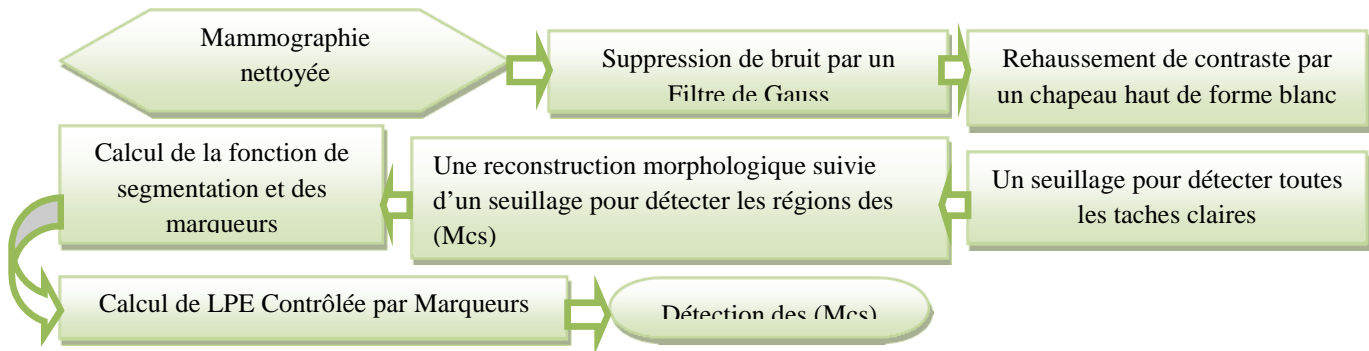 Mammographie
nettoyée
Suppression de bruit par un
Filtre de Gauss
Rehaussement de contraste par
un chapeau haut de forme blanc
Un seuillage pour détecter toutes
les taches claires
Une reconstruction morphologique suivie
d'un seuillage pour détecter les régions des
(Mcs)
Calcul de la fonction de
segmentation et des
marqueurs
Calcul de LPE Contrôlée par Marqueurs
Détection des (Mcs)